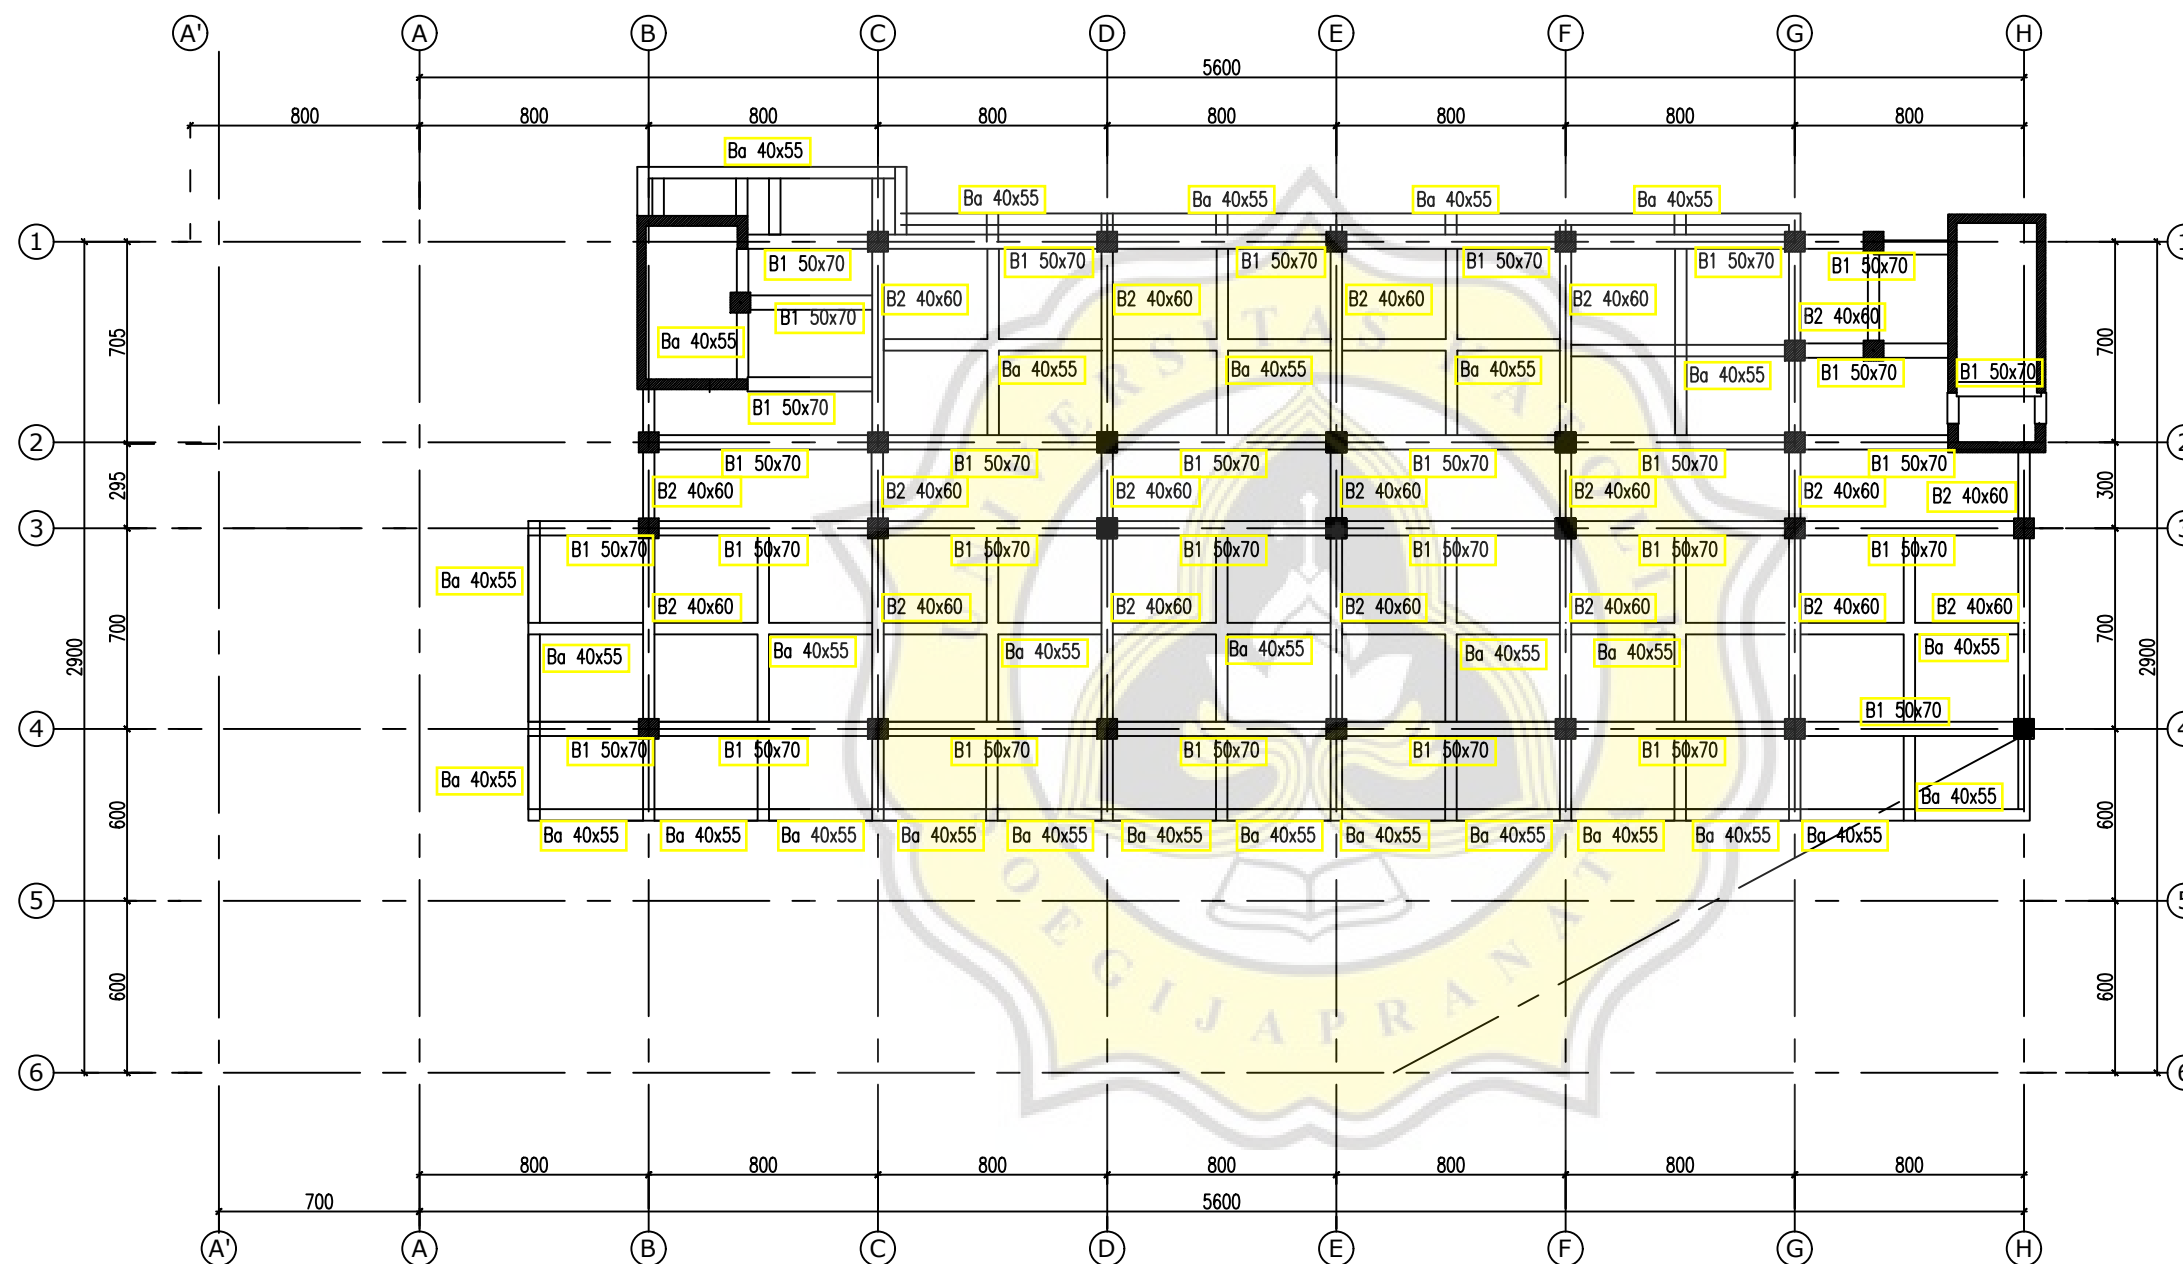 A' A B C D E F G H
5600
800 800 800 800 800 800 800 800
Ba 40x55
Ba 40x55 Ba 40x55 Ba 40x55 Ba 40x55
1 1
B1 50x70 B1 50x70 B1 50x70 B1 50x70 B1 50x70 B1 50x70
B2 40x60 B2 40x60 B2 40x60 B2 40x60
B1 50x70 B2 40x60
705 Ba 40x55 700
Ba 40x55 Ba 40x55 Ba 40x55 Ba 40x55 B1 50x70 B1 50x70
B1 50x70
2 2
B1 50x70 B1 50x70 B1 50x70 B1 50x70 B1 50x70 B1 50x70
295 B2 40x60 B2 40x60 B2 40x60 B2 40x60 B2 40x60 B2 40x60 B2 40x60 300
3 3
B1 50x70 B1 50x70 B1 50x70 B1 50x70 B1 50x70 B1 50x70 B1 50x70
Ba 40x55
B2 40x60 B2 40x60 B2 40x60 B2 40x60 B2 40x60 B2 40x60 B2 40x60
2900 700 700 2900
Ba 40x55 Ba 40x55 Ba 40x55 Ba 40x55 Ba 40x55 Ba 40x55 Ba 40x55
B1 50x70
4 4
B1 50x70 B1 50x70 B1 50x70 B1 50x70 B1 50x70 B1 50x70
Ba 40x55 Ba 40x55
600 600
Ba 40x55 Ba 40x55 Ba 40x55 Ba 40x55 Ba 40x55 Ba 40x55 Ba 40x55 Ba 40x55 Ba 40x55 Ba 40x55 Ba 40x55 Ba 40x55
5 5
600 600
6 6
UNIVERSITAS KATOLIK
SOEGIJAPRANATA
800 800 800 800 800 800 800
700 5600
A' A B C D E F G H